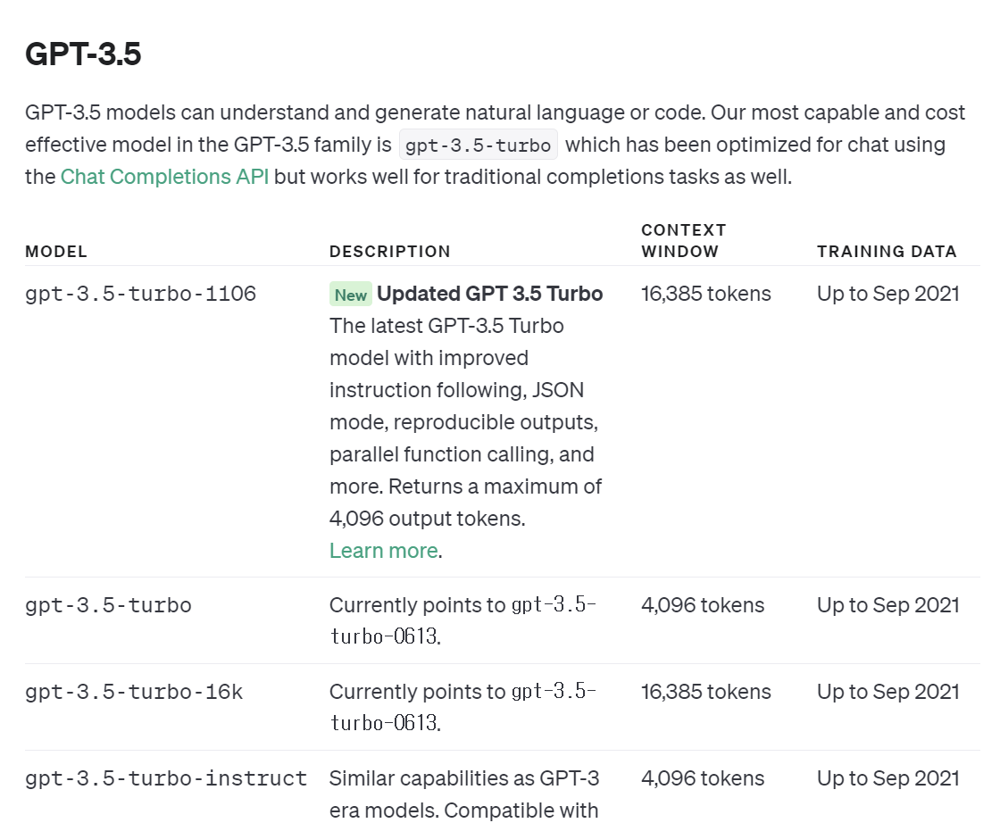 GPT-3.5
GPT-3.5 models can understand and generate natural language or code. Our most capable and cost
effective model in the GPT-3.5 family is gpt-3.5-turbo which has been optimized for chat using
the Chat Completions API but works well for traditional completions tasks as well.
MODEL DESCRIPTION CONTEXT WINDOW TRAINING DATA
gpt-3.5-turbo-1106 New Updated GPT 3.5 Turbo 16,385 tokens Up to Sep 2021
The latest GPT-3.5 Turbo
model with improved
instruction following, JSON
mode, reproducible outputs,
parallel function calling, and
more. Returns a maximum of
4,096 output tokens.
Learn more.
gpt-3.5-turbo Currently points to gpt-3.5- 4,096 tokens Up to Sep 2021
turbo-0613.
gpt-3.5-turbo-16k Currently points to gpt-3.5- 16,385 tokens Up to Sep 2021
turbo-0613.
gpt-3.5-turbo-instruct Similar capabilities as GPT-3 4,096 tokens Up to Sep 2021
era models. Compatible with